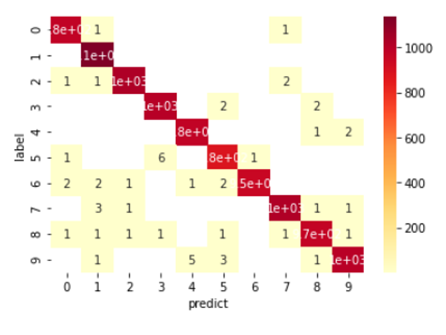 0 8e+0 1 1
1 1e+0
2 1 1 1e+03 2
3 1e+03 2 2
4 8e+0 1 2
5 1 6 8e+0 1
6 2 2 1 1 2 5e+0
7 3 1 1e+03 1 1
8 1 1 1 1 1 1 7e+0 1
9 1 5 3 1 1e+03
0 1 2 3 4 5 6 7 8 9
predict
label
1000
800
600
400
200